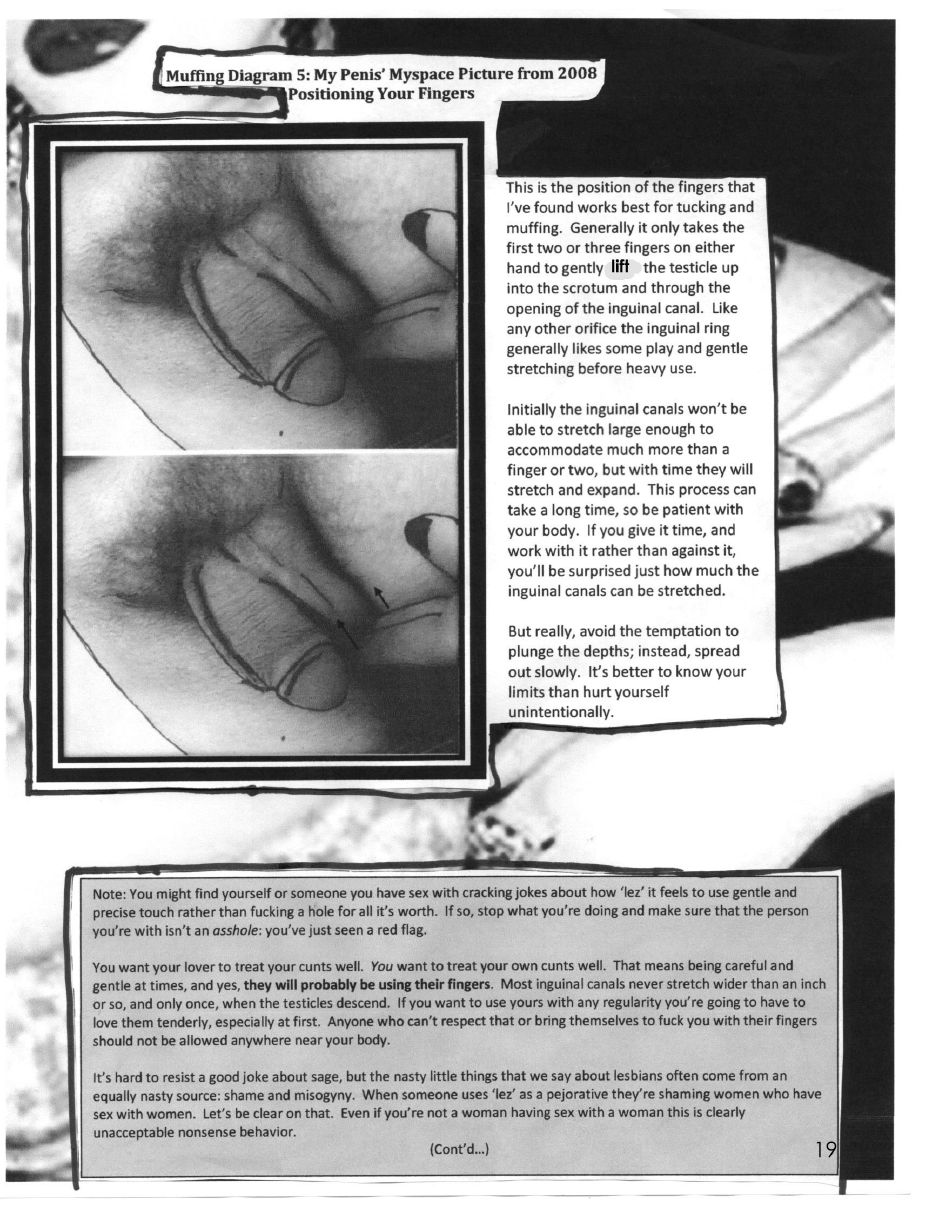 Muffing Diagram 5: My Penis' Myspace Picture from 2008
Positioning Your Fingers
This is the position of the fingers that
I've found works best for tucking and
muffing. Generally it only takes the
first two or three fingers on either
hand to gently lift the testicle up
into the scrotum and through the
opening of the inguinal canal. Like
any other orifice the inguinal ring
generally likes some play and gentle
stretching before heavy use.
Initially the inguinal canals won't be
able to stretch large enough to
accommodate much more than a
finger or two, but with time they will
stretch and expand. This process can
take a long time, so be patient with
your body. If you give it time, and
work with it rather than against it,
you'll be surprised just how much the
inguinal canals can be stretched.
But really, avoid the temptation to
plunge the depths; instead, spread
out slowly. It's better to know your
limits than hurt yourself
unintentionally.
Note: You might find yourself or someone you have sex with cracking jokes about how 'lez' it feels to use gentle and
precise touch rather than fucking a hole for all it's worth. If so, stop what you're doing and make sure that the person
you're with isn't an asshole: you've just seen a red flag.
You want your lover to treat your cunts well. You want to treat your own cunts well. That means being careful and
gentle at times, and yes, they will probably be using their fingers. Most inguinal canals never stretch wider than an inch
or so, and only once, when the testicles descend. If you want to use yours with any regularity you're going to have to
love them tenderly, especially at first. Anyone who can't respect that or bring themselves to fuck you with their fingers
should not be allowed anywhere near your body.
It's hard to resist a good joke about sage, but the nasty little things that we say about lesbians often come from an
equally nasty source: shame and misogyny. When someone uses 'lez' as a pejorative they're shaming women who have
sex with women. Let's be clear on that. Even if you're not a woman having sex with a woman this is clearly
unacceptable nonsense behavior.
(Cont'd...)
19